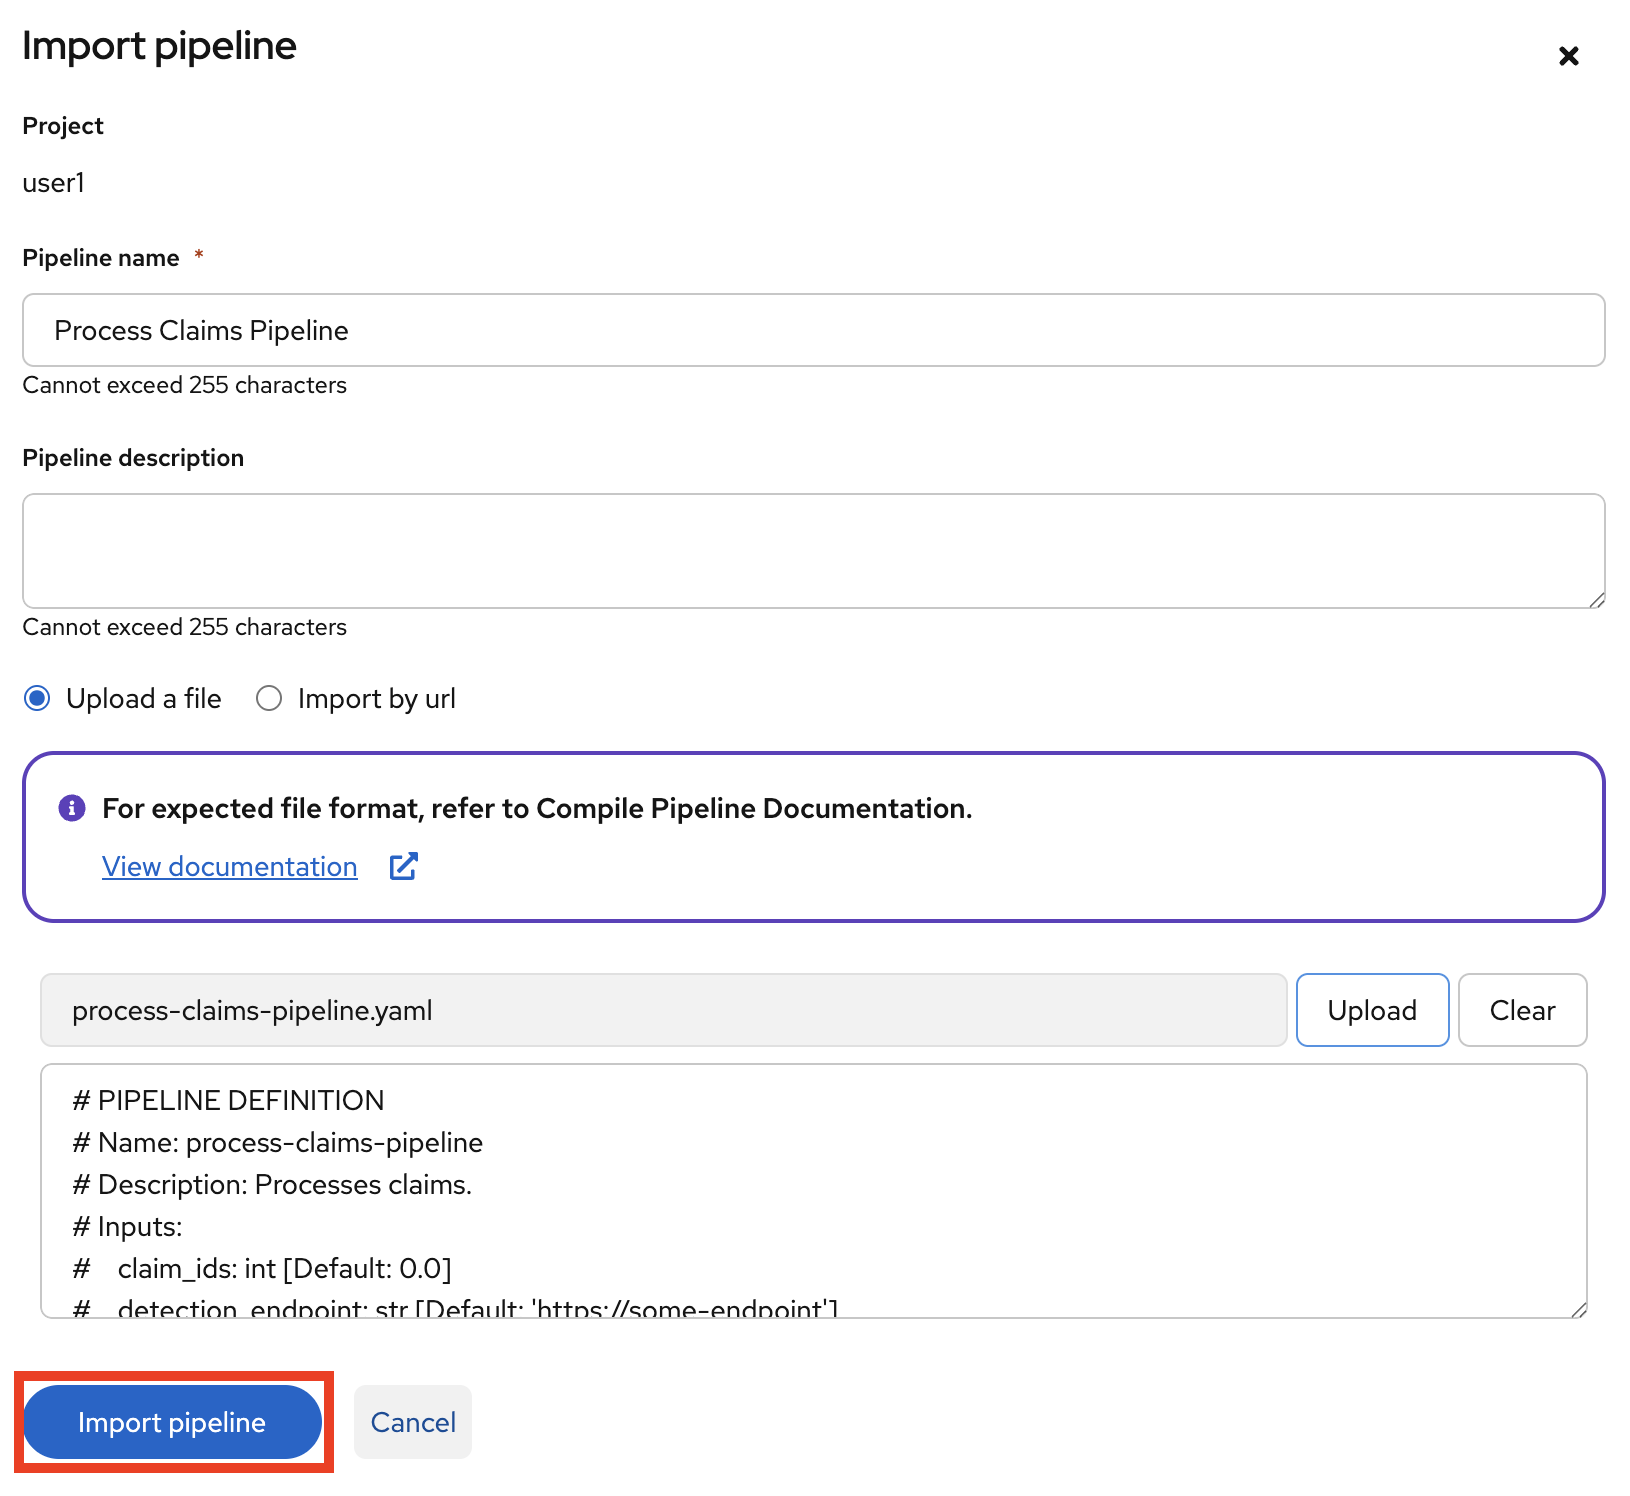 Import pipeline
Project
user1
Pipeline name *
Process Claims Pipeline
Cannot exceed 255 characters
Pipeline description
Cannot exceed 255 characters
Upload a file Import by url
For expected file format, refer to Compile Pipeline Documentation.
View documentation
process-claims-pipeline.yaml Upload Clear
# PIPELINE DEFINITION
# Name: process-claims-pipeline
# Description: Processes claims.
# Inputs:
#    claim_ids: int [Default: 0.0]
#    detection_endpoint: str [Default: 'https://some-endpoint']
Import pipeline Cancel